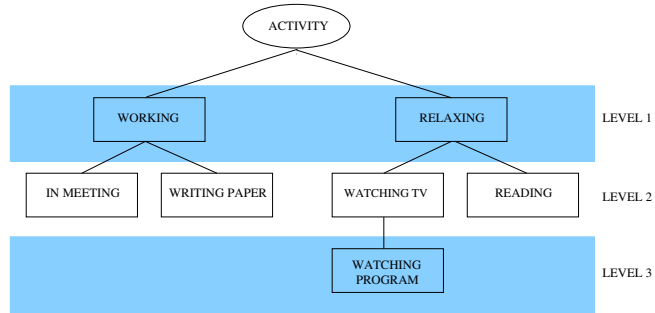 ACTIVITY
WORKING
RELAXING
LEVEL 1
IN MEETING
WRITING PAPER
WATCHING TV
READING
LEVEL 2
WATCHING
PROGRAM
LEVEL 3